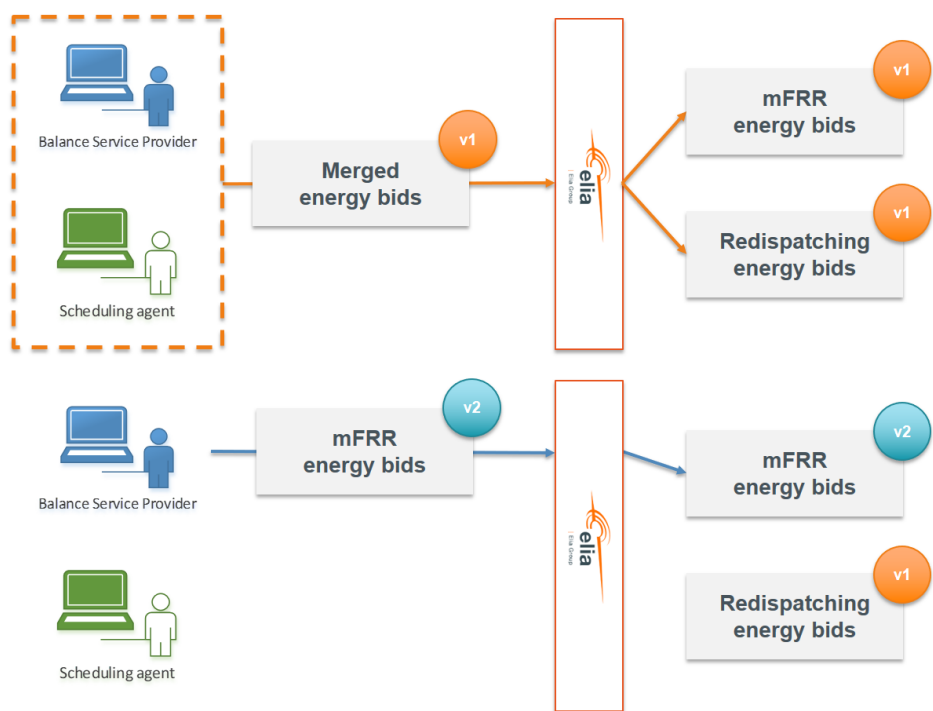 Balance Service Provider
Scheduling agent
Merged
energy bids
v1
elia
Elia Group
mFRR
energy bids
v1
Redispatching
energy bids
v1
Balance Service Provider
Scheduling agent
mFRR
energy bids
v2
elia
Elia Group
mFRR
energy bids
v2
Redispatching
energy bids
v1